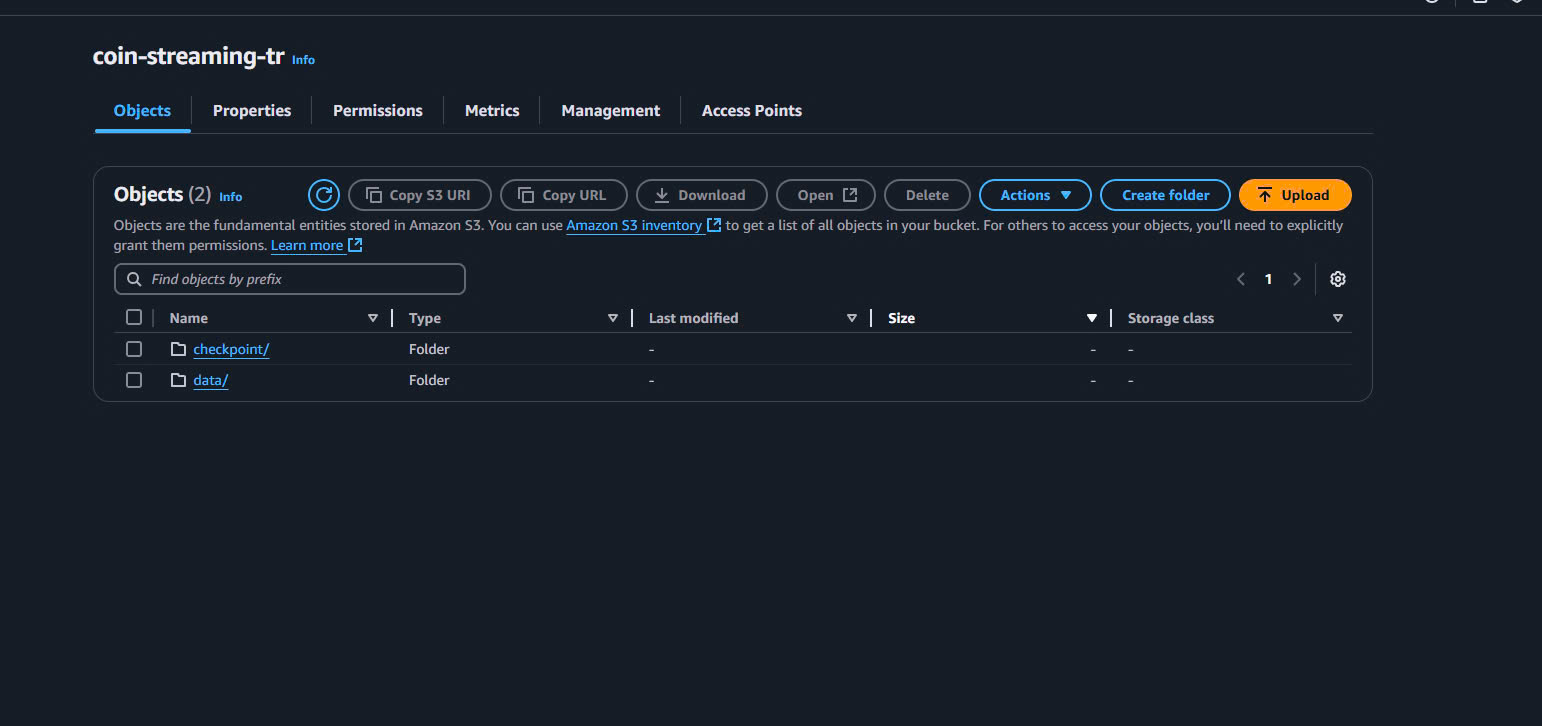 coin-streaming-tr Info
Objects Properties Permissions Metrics Management Access Points
Objects (2) Info Copy S3 URI Copy URL Download Open Delete Actions Create folder Upload
Objects are the fundamental entities stored in Amazon S3. You can use Amazon S3 inventory to get a list of all objects in your bucket. For others to access your objects, you’ll need to explicitly
grant them permissions. Learn more
Find objects by prefix 1
Name Type Last modified Size Storage class
checkpoint/ Folder - - -
data/ Folder - - -